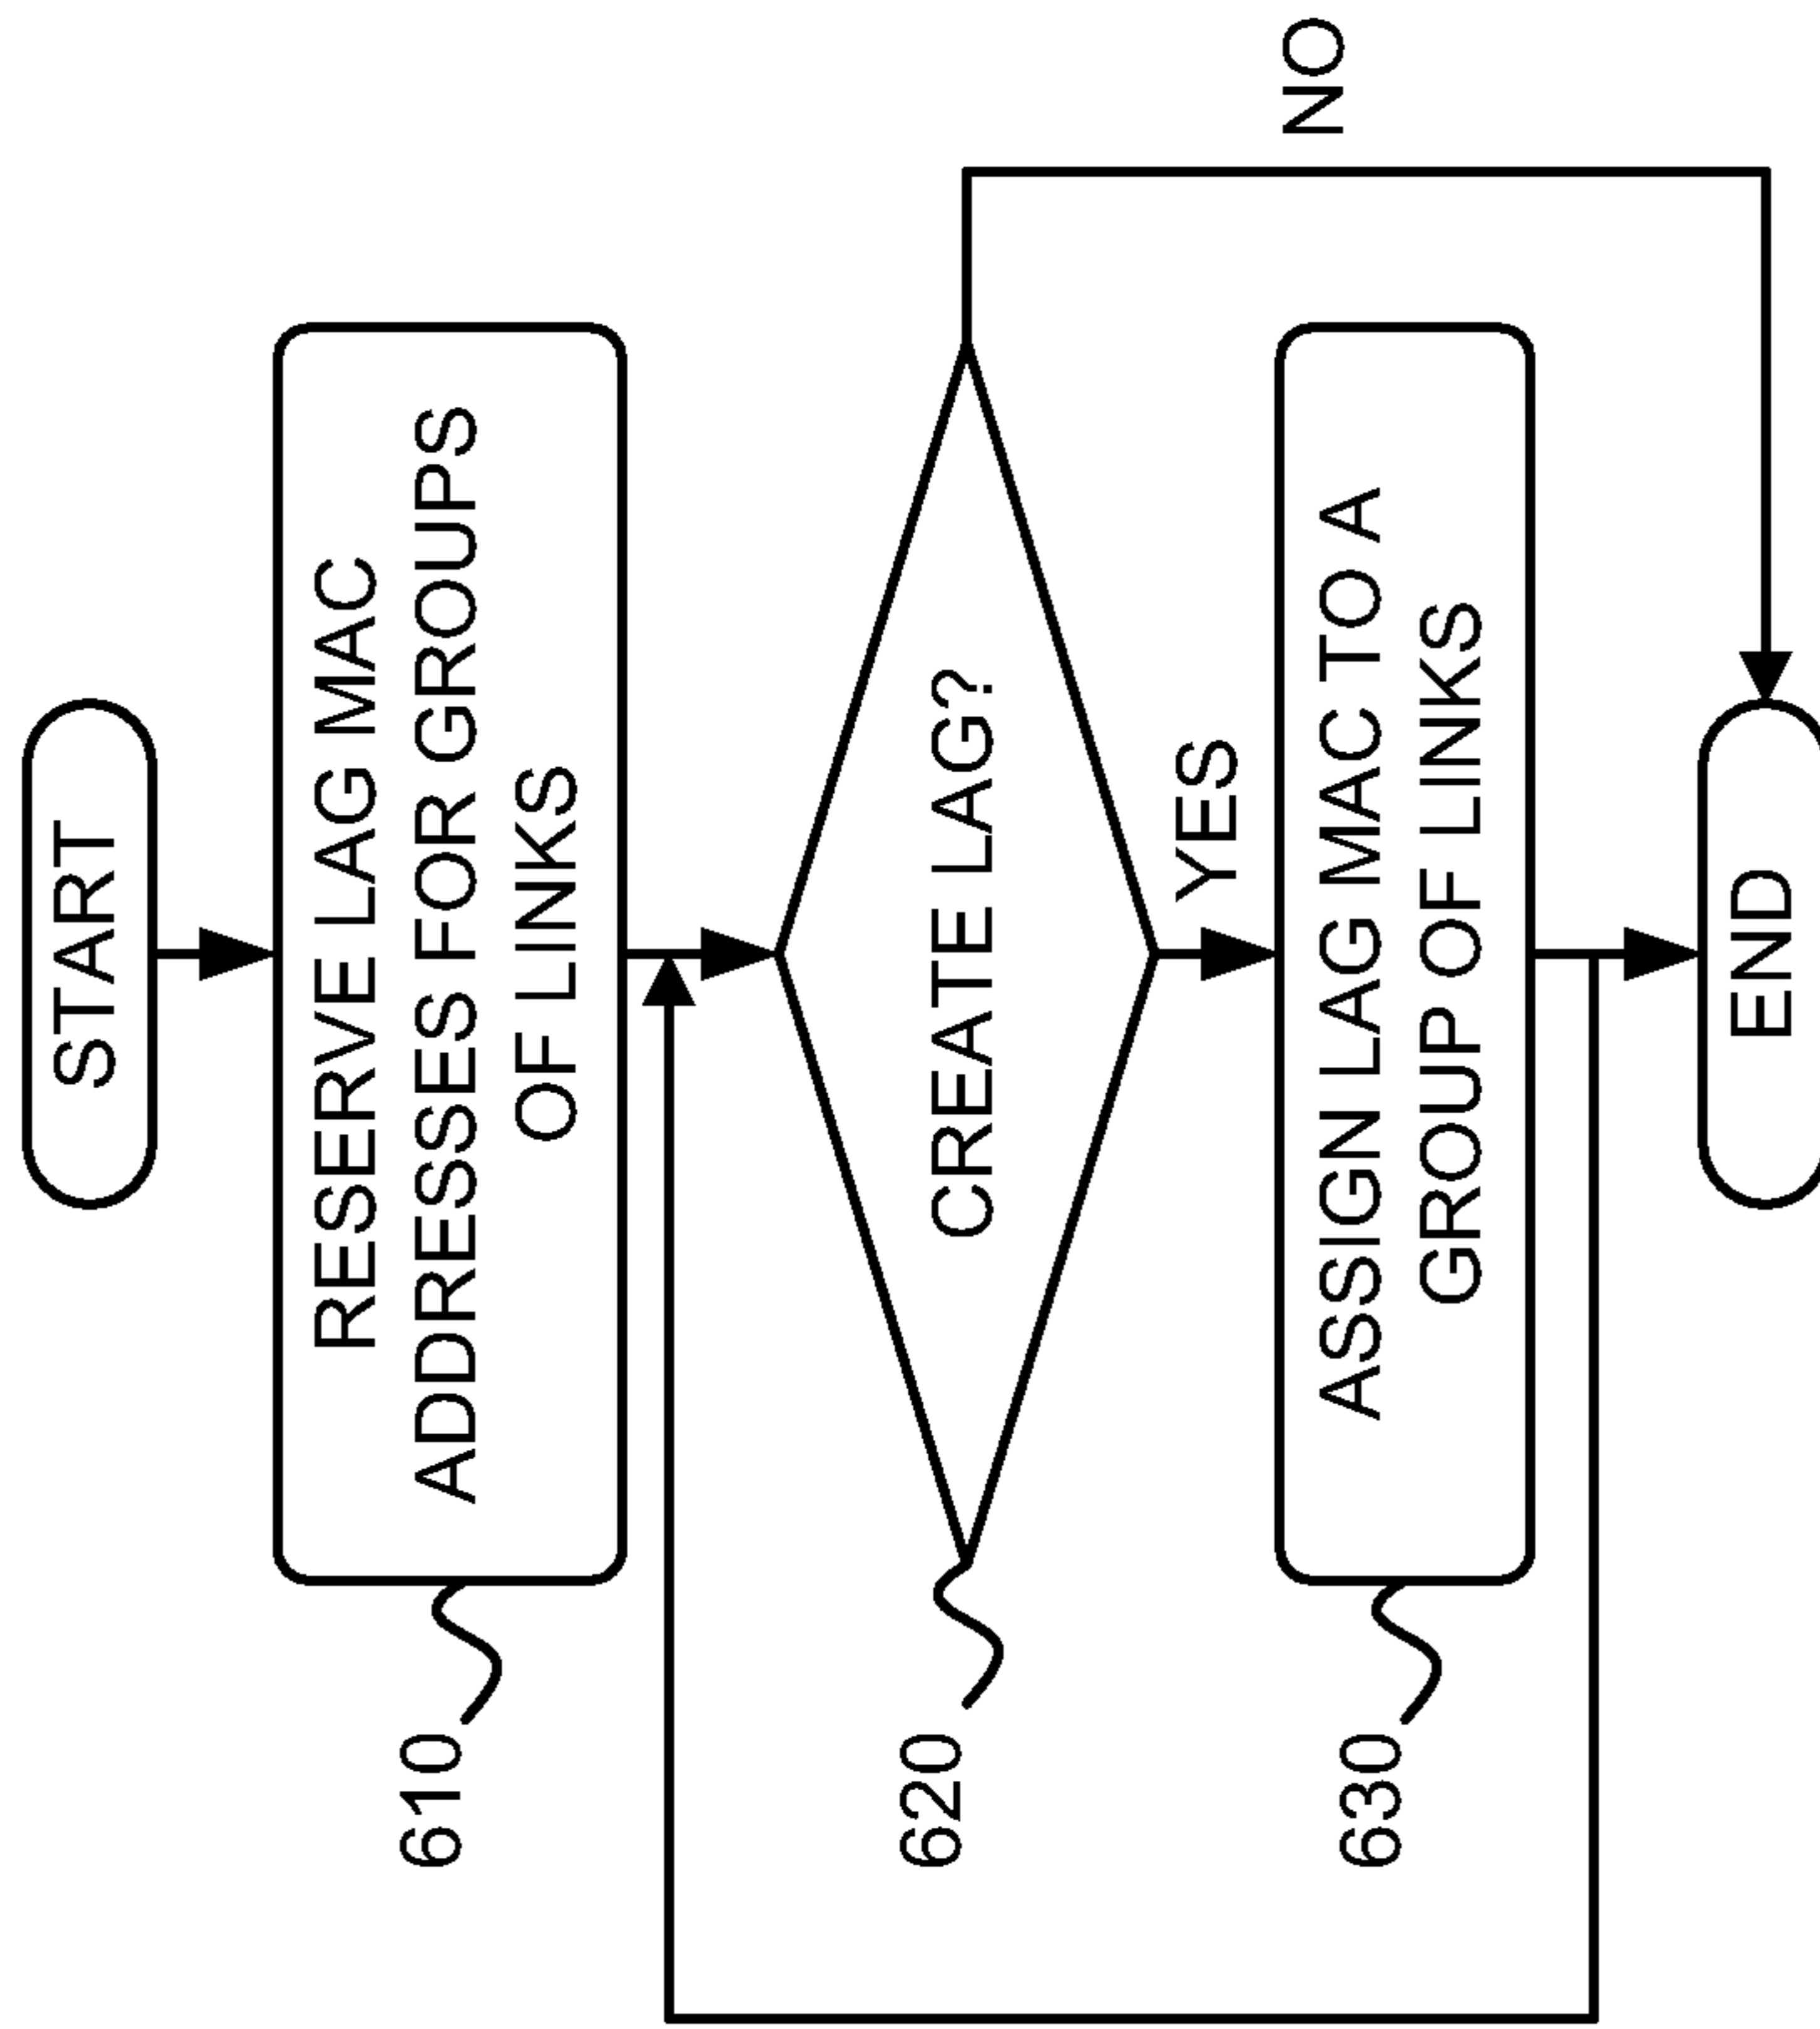 START
RESERVE LAG MAC
ADDRESSES FOR GROUPS
OF LINKS
610
CREATE LAG?
620
YES
NO
ASSIGN LAG MAC TO A
GROUP OF LINKS
630
END